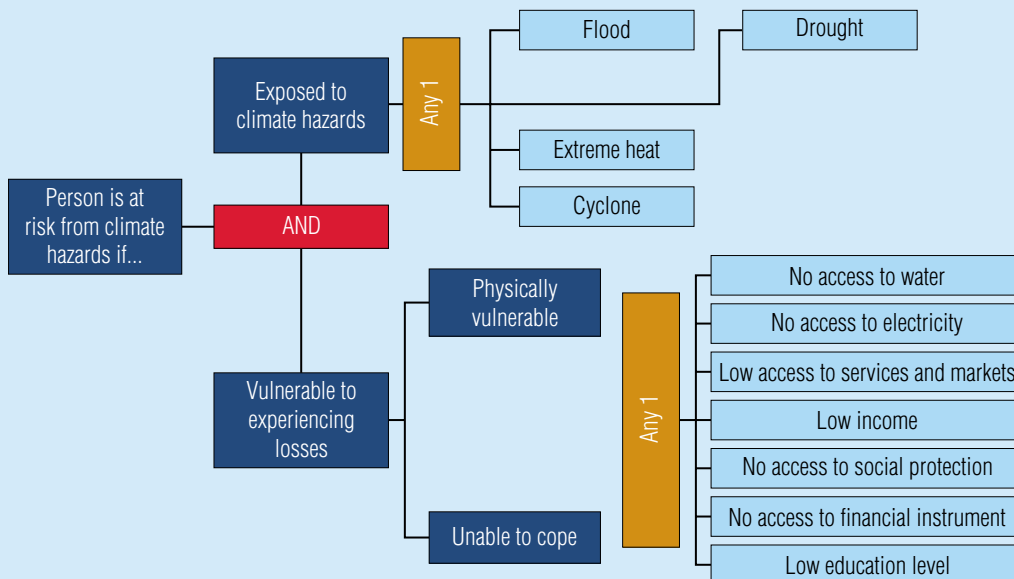 Person is at
risk from climate
hazards if...
AND
Exposed to
climate hazards
Any 1
Flood
Drought
Extreme heat
Cyclone
Vulnerable to
experiencing
losses
Physically
vulnerable
Unable to cope
Any 1
No access to water
No access to electricity
Low access to services and markets
Low income
No access to social protection
No access to financial instrument
Low education level